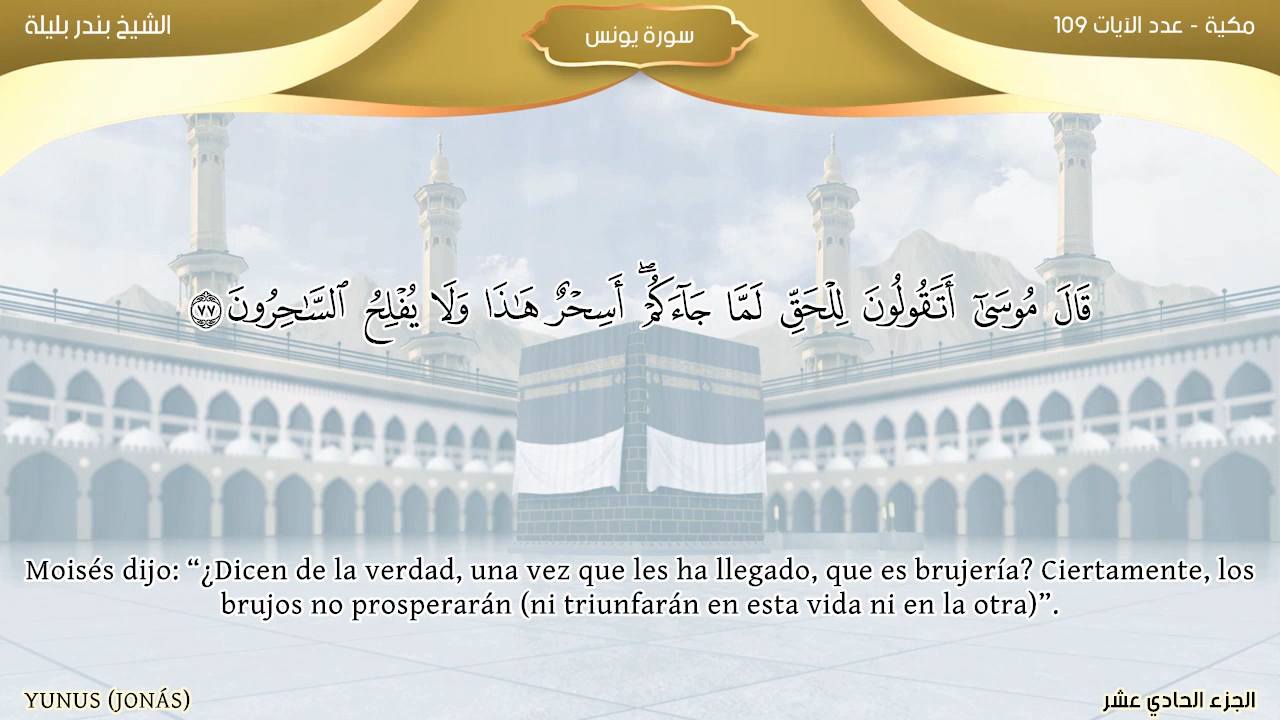 الشيخ بندر بليلة
سورة يونس
مكية - عدد الآيات 109
قَالَ مُوسَىٰٓ أَتَقُولُونَ لِلْحَقِّ لَمَّا جَآءَكُمْ ۖ أَسِحْرٌ هَـٰذَا وَلَا يُفْلِحُ ٱلسَّـٰحِرُونَ ٧٧
Moisés dijo: “¿Dicen de la verdad, una vez que les ha llegado, que es brujería? Ciertamente, los
brujos no prosperarán (ni triunfarán en esta vida ni en la otra)”.
YUNUS (JONÁS)
الجزء الحادي عشر